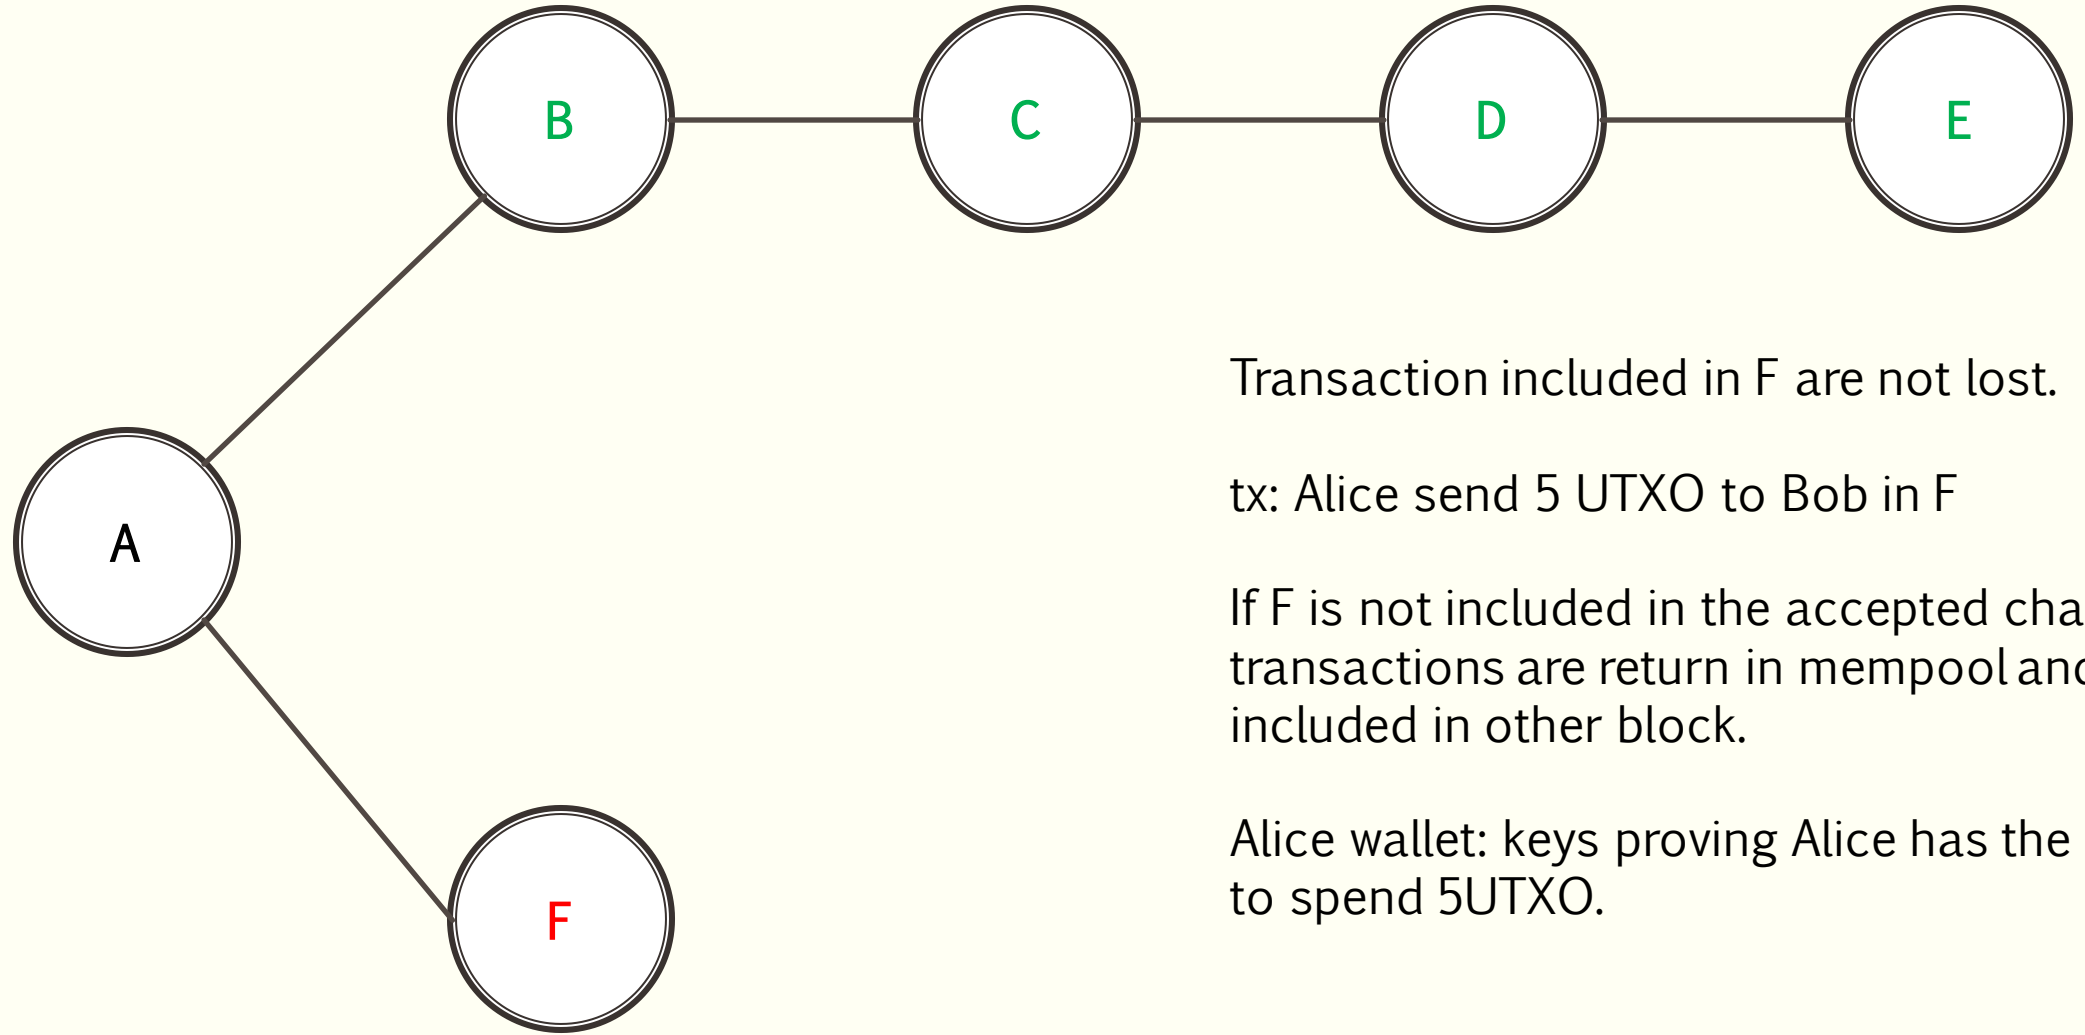 B
C
D
E
A
F
Transaction included in F are not lost.
tx: Alice send 5 UTXO to Bob in F
If F is not included in the accepted cha
transactions are return in mempool and
included in other block.
Alice wallet: keys proving Alice has the
to spend 5UTXO.